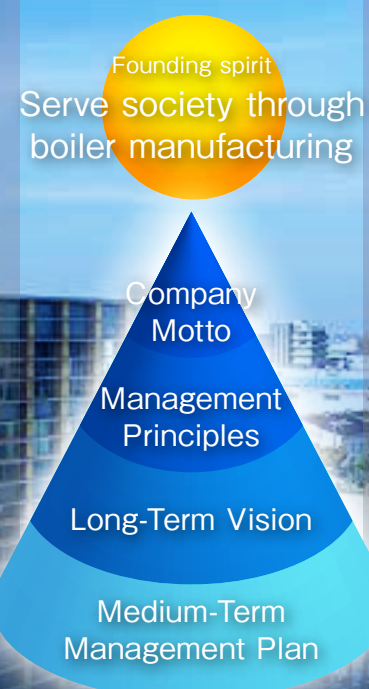 Founding spirit
Serve society through
boiler manufacturing
Company
Motto
Management
Principles
Long-Term Vision
Medium-Term
Management Plan